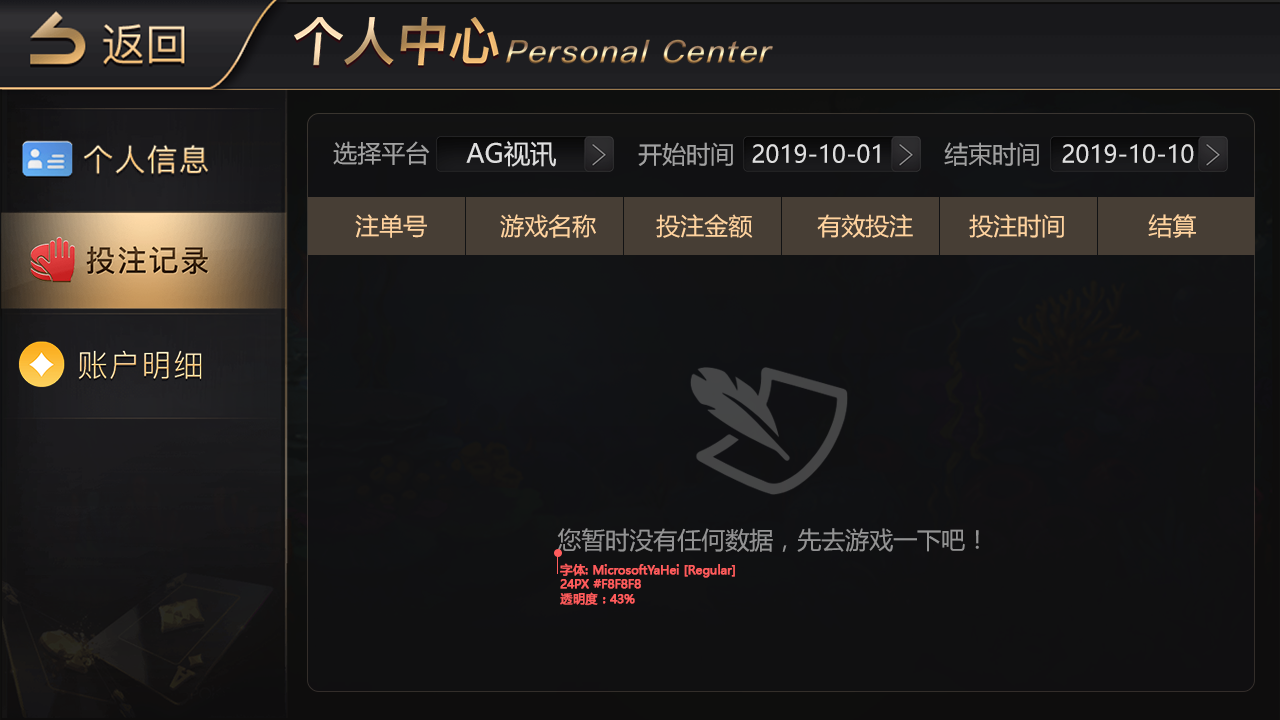 返回
个人中心 Personal Center
个人信息
投注记录
账户明细
选择平台 AG视讯 开始时间 2019-10-01 结束时间 2019-10-10
注单号 游戏名称 投注金额 有效投注 投注时间 结算
您暂时没有任何数据，先去游戏一下吧！
字体: MicrosoftYaHei [Regular]
24PX #F8F8F8
透明度：43%